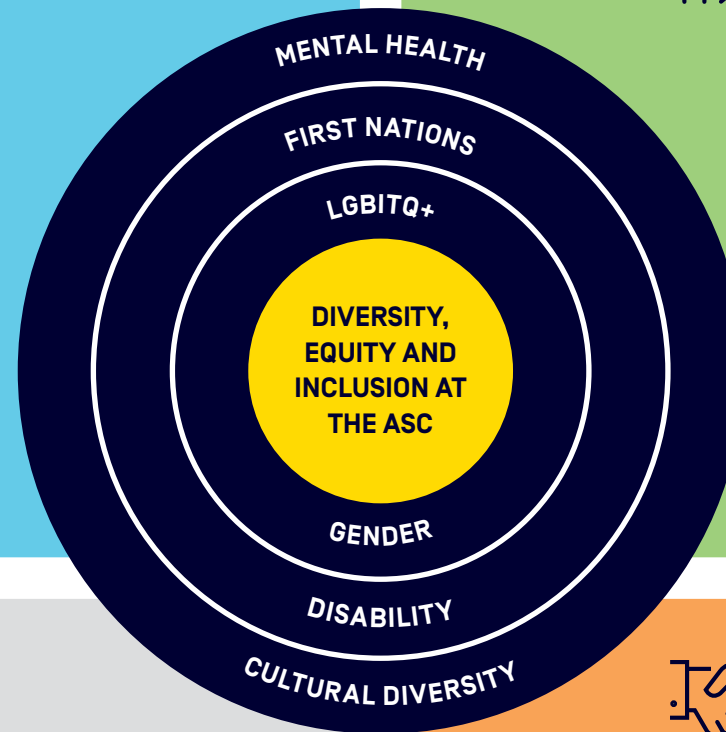 MENTAL HEALTH
FIRST NATIONS
LGBITQ+
DIVERSITY,
EQUITY AND
INCLUSION AT
THE ASC
GENDER
DISABILITY
CULTURAL DIVERSITY